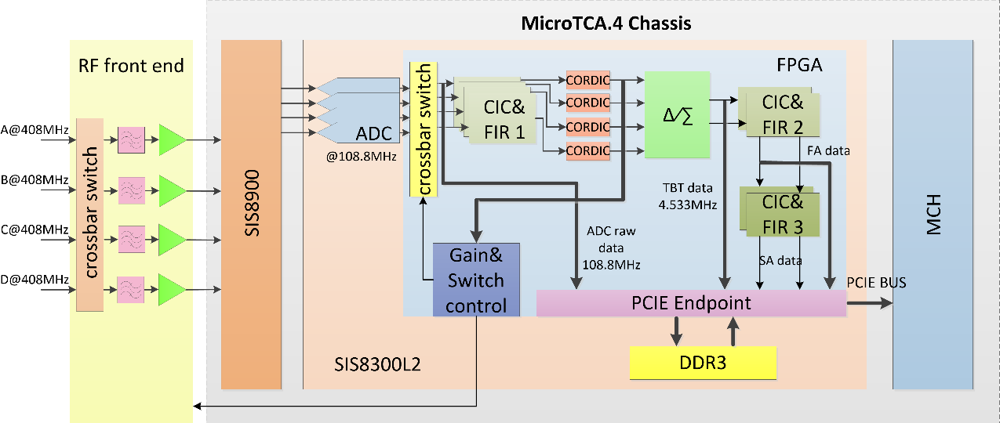 MicroTCA.4 Chassis
RF front end
A@408MHz
B@408MHz
C@408MHz
D@408MHz
crossbar switch
SIS8900
ADC
@108.8MHz
SIS8300L2
FPGA
crossbar switch
CIC&
FIR 1
CORDIC
CORDIC
CORDIC
CORDIC
Δ/∑
CIC&
FIR 2
FA data
TBT data
4.533MHz
CIC&
FIR 3
SA data
ADC raw
data
108.8MHz
Gain&
Switch
control
PCIE Endpoint
PCIE BUS
DDR3
MCH